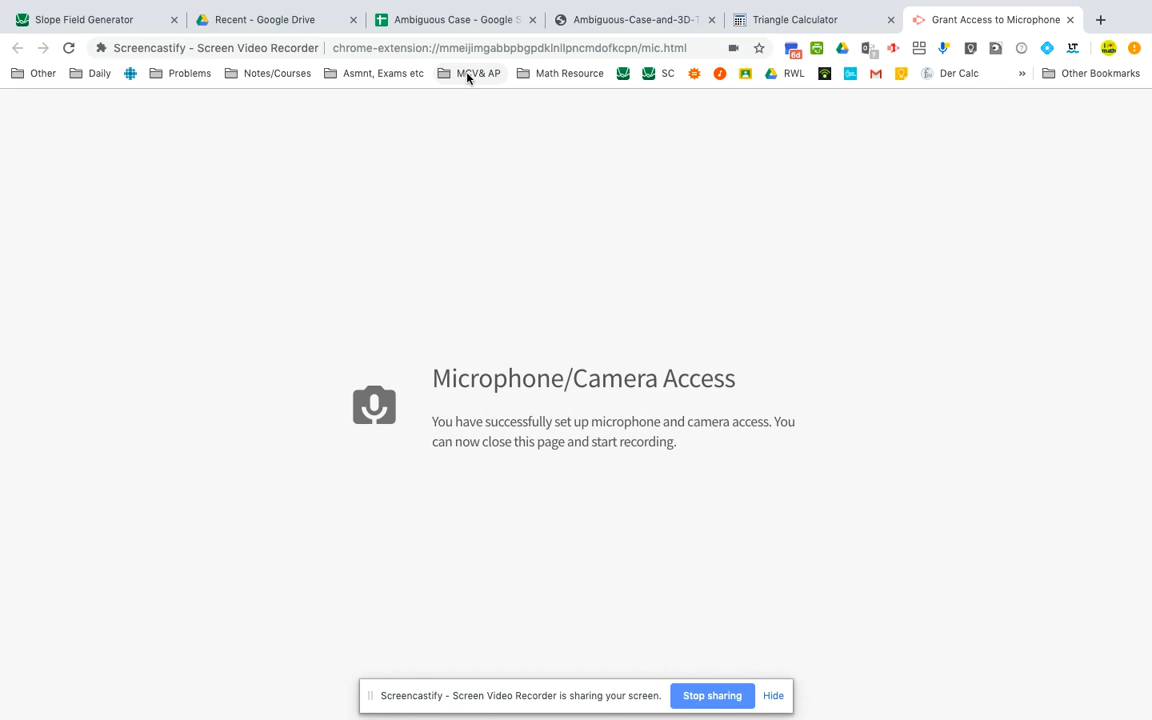 Slope Field Generator
Recent - Google Drive
Ambiguous Case - Google S
Ambiguous-Case-and-3D-T
Triangle Calculator
Grant Access to Microphone
Screencastify - Screen Video Recorder | chrome-extension://mmeijimgabbpbgpdklnllpncmdofkcpn/mic.html
Other
Daily
Problems
Notes/Courses
Asmnt, Exams etc
MCV& AP
Math Resource
SC
RWL
Der Calc
»
Other Bookmarks
Microphone/Camera Access
You have successfully set up microphone and camera access. You
can now close this page and start recording.
Screencastify - Screen Video Recorder is sharing your screen.
Stop sharing
Hide